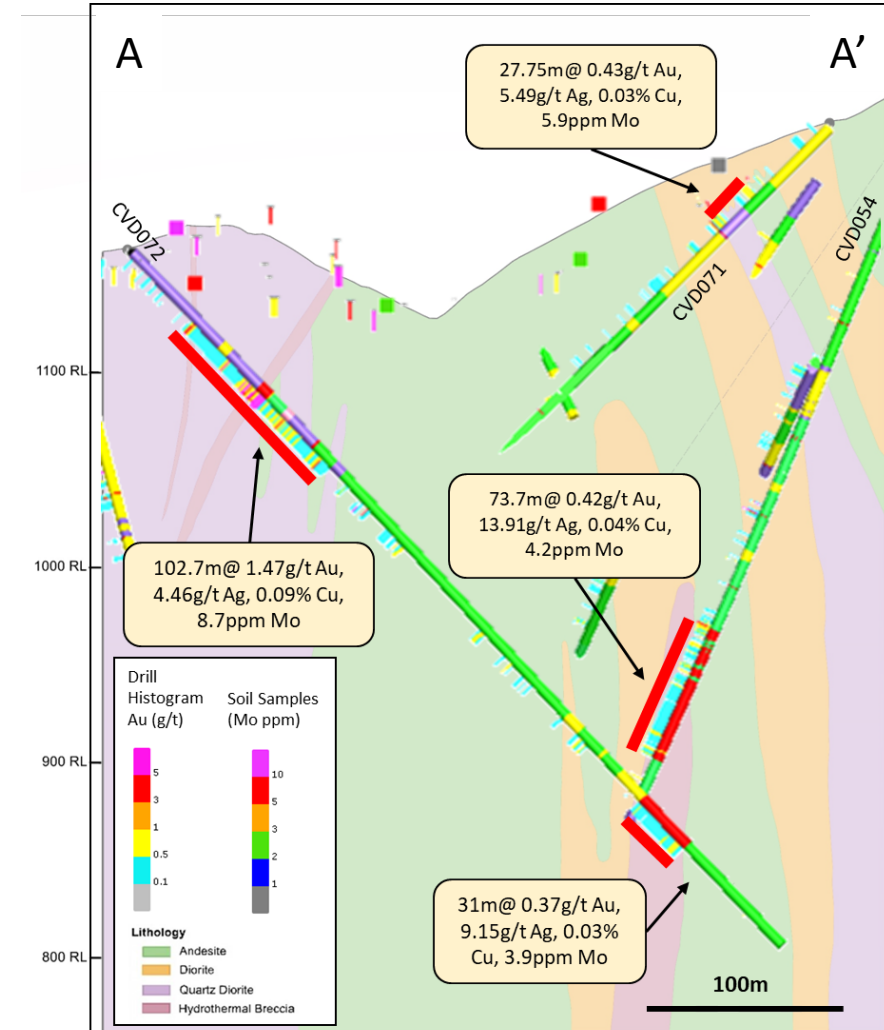 A
A'
27.75m@ 0.43g/t Au,
5.49g/t Ag, 0.03% Cu,
5.9ppm Mo
CVD072
CVD071
CVD054
1100 RL
73.7m@ 0.42g/t Au,
13.91g/t Ag, 0.04% Cu,
4.2ppm Mo
102.7m@ 1.47g/t Au,
4.46g/t Ag, 0.09% Cu,
8.7ppm Mo
1000 RL
900 RL
800 RL
31m@ 0.37g/t Au,
9.15g/t Ag, 0.03%
Cu, 3.9ppm Mo
100m
Drill
Histogram
Au (g/t)
5
3
1
0.5
0.1
Soil Samples
(Mo ppm)
10
5
3
2
1
Lithology
Andesite
Diorite
Quartz Diorite
Hydrothermal Breccia